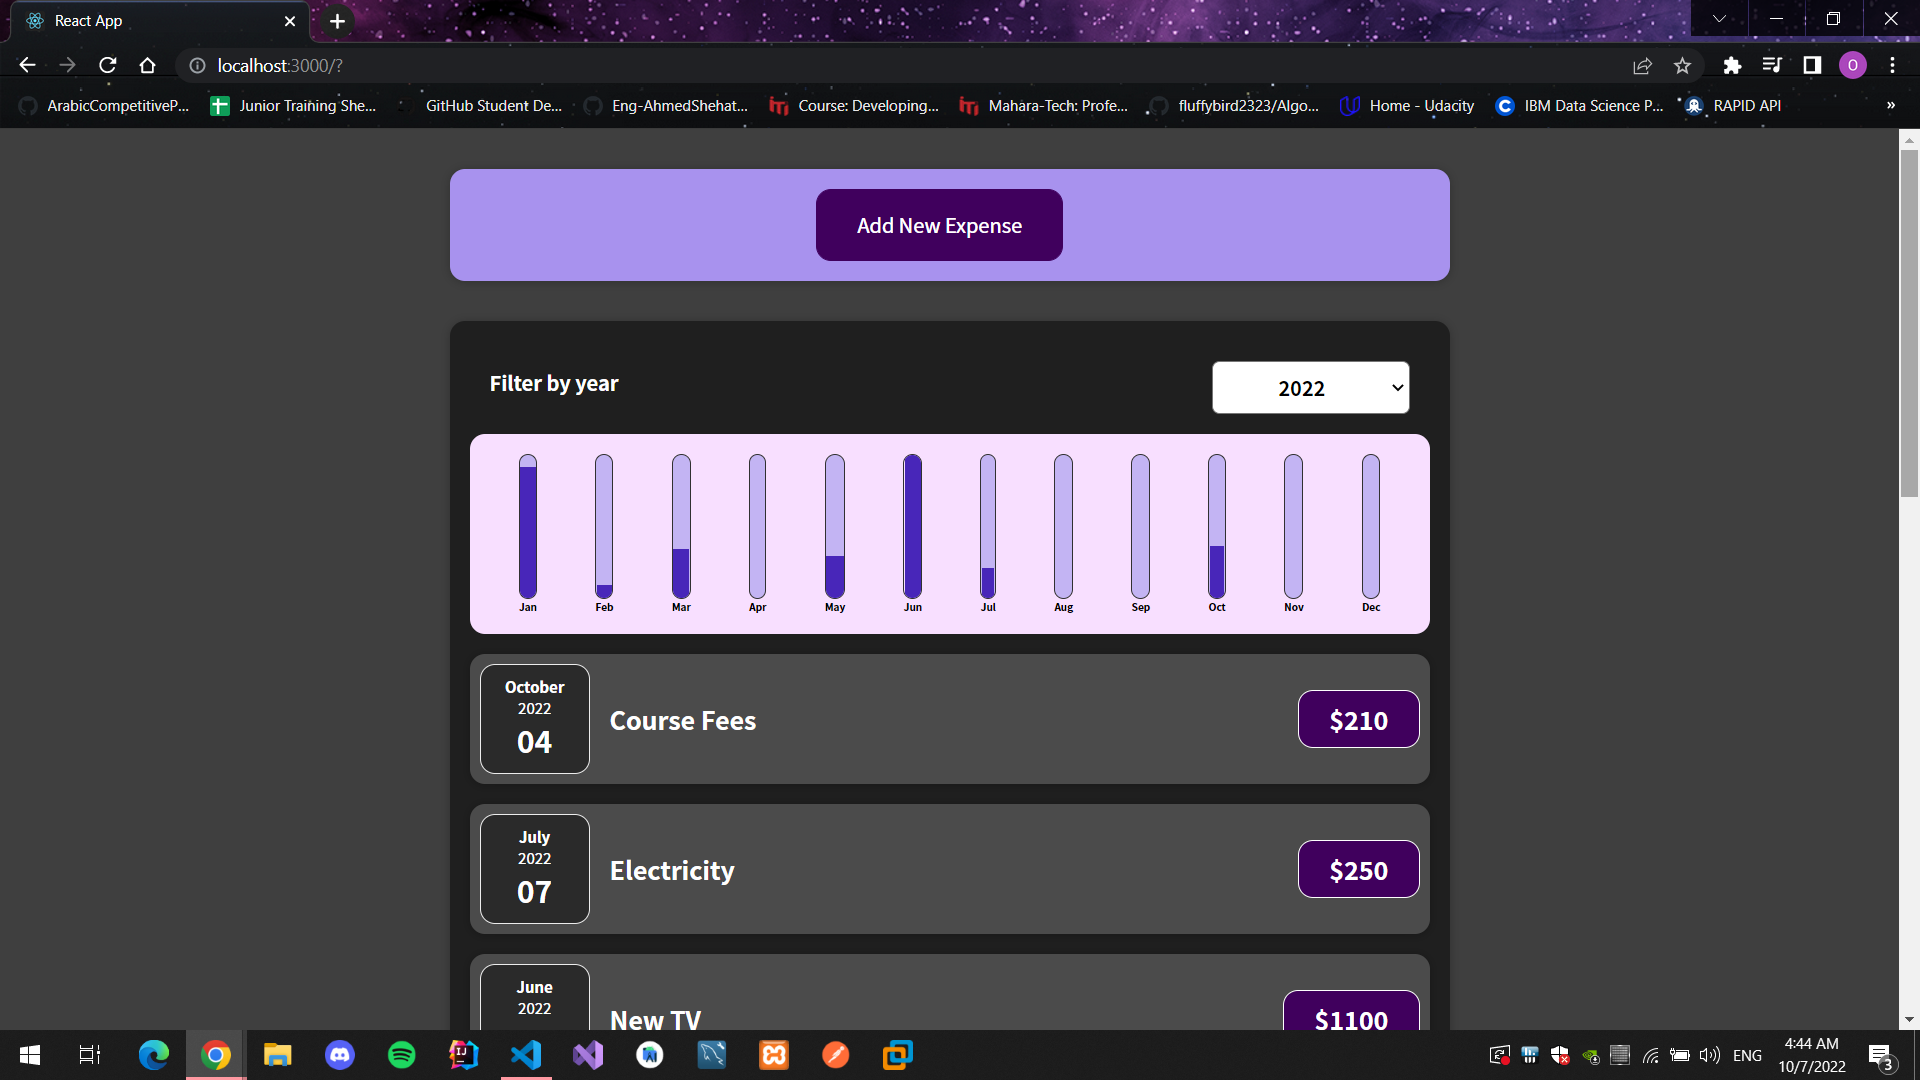 React App
localhost:3000/?
O
ArabicCompetitiveP...
Junior Training She...
GitHub Student De...
Eng-AhmedShehat...
Course: Developing...
Mahara-Tech: Profe...
fluffybird2323/Algo...
Home - Udacity
IBM Data Science P...
RAPID API
»
Add New Expense
Filter by year
2022
Jan Feb Mar Apr May Jun Jul Aug Sep Oct Nov Dec
October
2022
04
Course Fees
$210
July
2022
07
Electricity
$250
June
2022
New TV
$1100
ENG
4:44 AM
10/7/2022
3